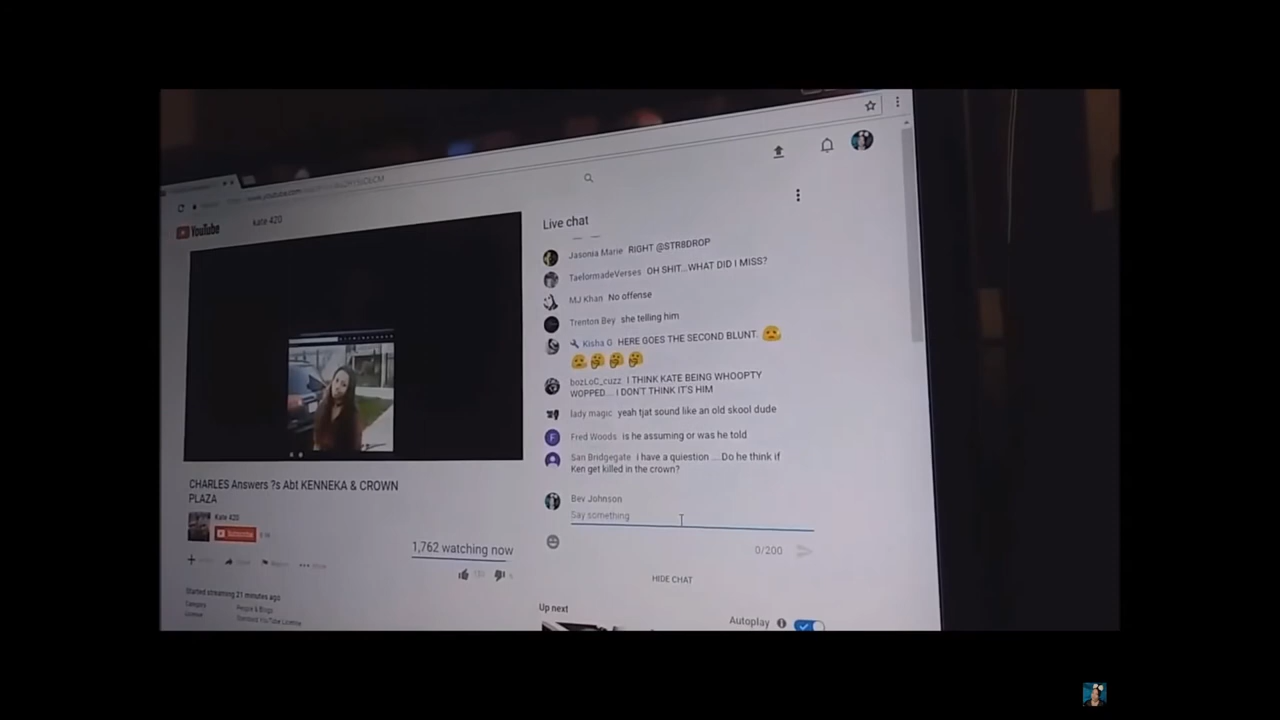 YouTube
Kate 420
Live chat
Jasonia Marie RIGHT @STR8DROP
TaelormadeVerses OH SHIT...WHAT DID I MISS?
MJ Khan No offense
Trenton Bey she telling him
Kisha G HERE GOES THE SECOND BLUNT.
bozLoC_cuzz I THINK KATE BEING WHOOPTY
WOPPED... I DON'T THINK IT'S HIM
lady magic yeah tjat sound like an old skool dude
F Fred Woods is he assuming or was he told
San Bridgegate i have a quiestion ....Do he think if
Ken get killed in the crown?
Bev Johnson
Say something
0/200
HIDE CHAT
CHARLES Answers ?s Abt KENNEKA & CROWN
PLAZA
Kate 420
Subscribe
1,762 watching now
Started streaming 21 minutes ago
Category People & Blogs
License Standard YouTube License
Up next
Autoplay